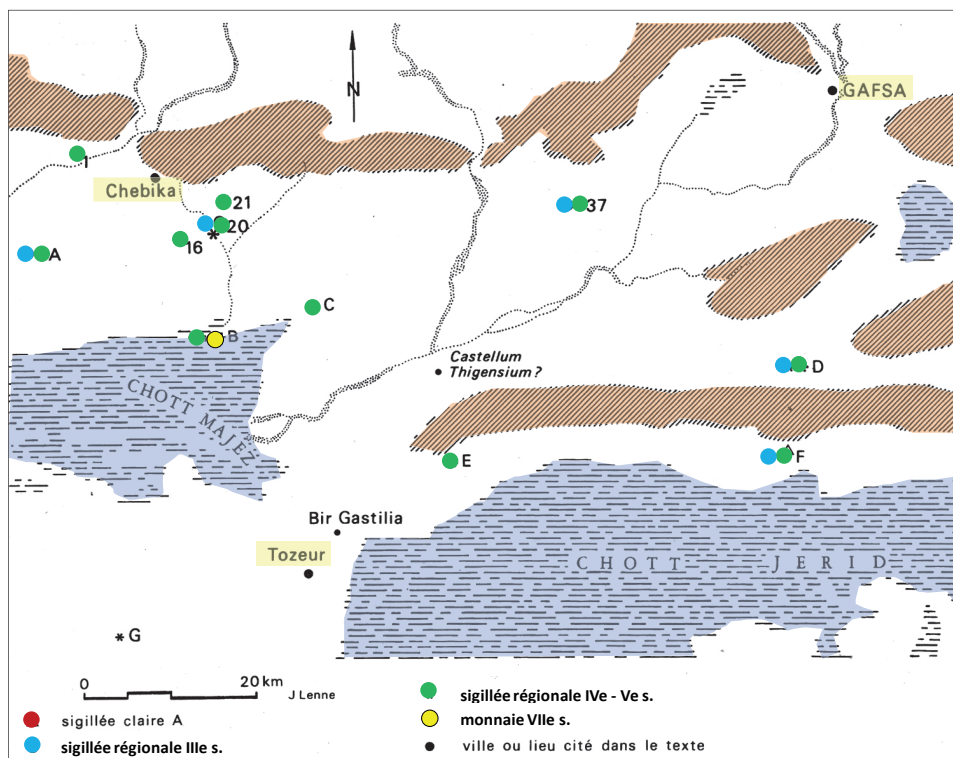 N
GAFSA
1
Chebika
21
20
16
37
A
C
B
CHOTT MAJEZ
Castellum
Thigensium ?
D
E
F
Bir Gastilia
Tozeur
CHOTT JERID
G
0 20 km
J Lenne
sigillée claire A
sigillée régionale IIIe s.
sigillée régionale IVe - Ve s.
monnaie VIIe s.
ville ou lieu cité dans le texte